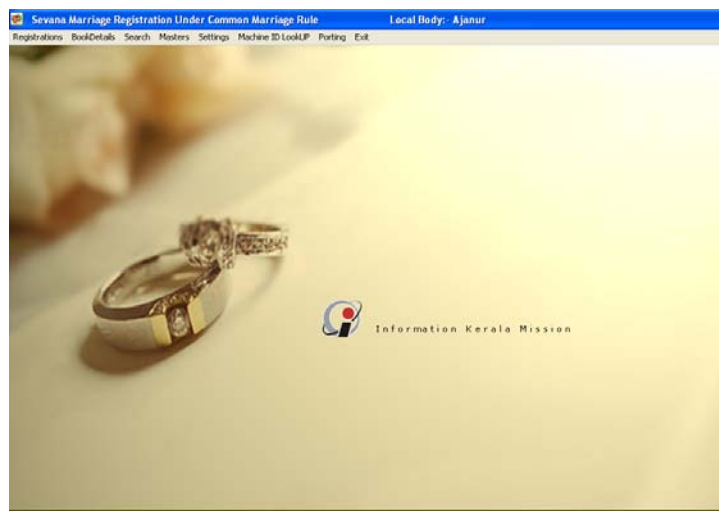 Sevana Marriage Registration Under Common Marriage Rule Local Body:- Ajanur
Registrations BookDetails Search Masters Settings Machine ID LookUP Porting Exit
Information Kerala Mission